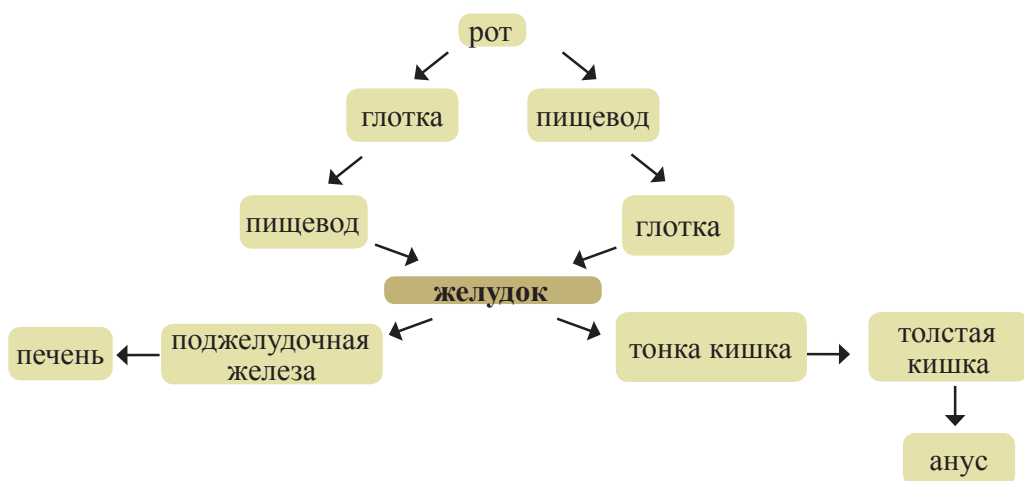 рот
глотка
пищевод
пищевод
глотка
желудок
печень
поджелудочная
железа
тонка кишка
толстая
кишка
анус